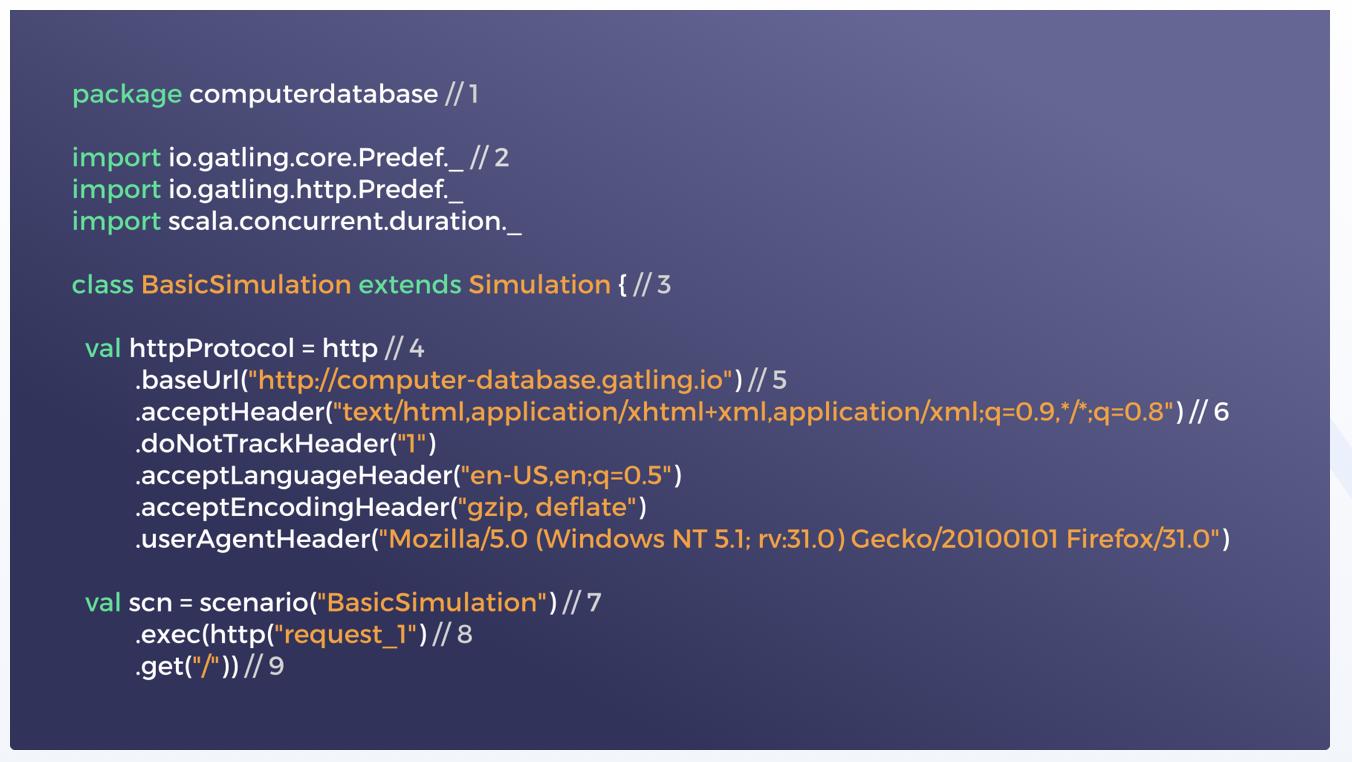 package computerdatabase // 1
import io.gatling.core.Predef._ // 2
import io.gatling.http.Predef._
import scala.concurrent.duration._
class BasicSimulation extends Simulation { // 3
val httpProtocol = http // 4
.baseUrl("http://computer-database.gatling.io") // 5
.acceptHeader("text/html,application/xhtml+xml,application/xml;q=0.9,*/*;q=0.8") // 6
.doNotTrackHeader("1")
.acceptLanguageHeader("en-US,en;q=0.5")
.acceptEncodingHeader("gzip, deflate")
.userAgentHeader("Mozilla/5.0 (Windows NT 5.1; rv:31.0) Gecko/20100101 Firefox/31.0")
val scn = scenario("BasicSimulation") // 7
.exec(http("request_1") // 8
.get("/")) // 9